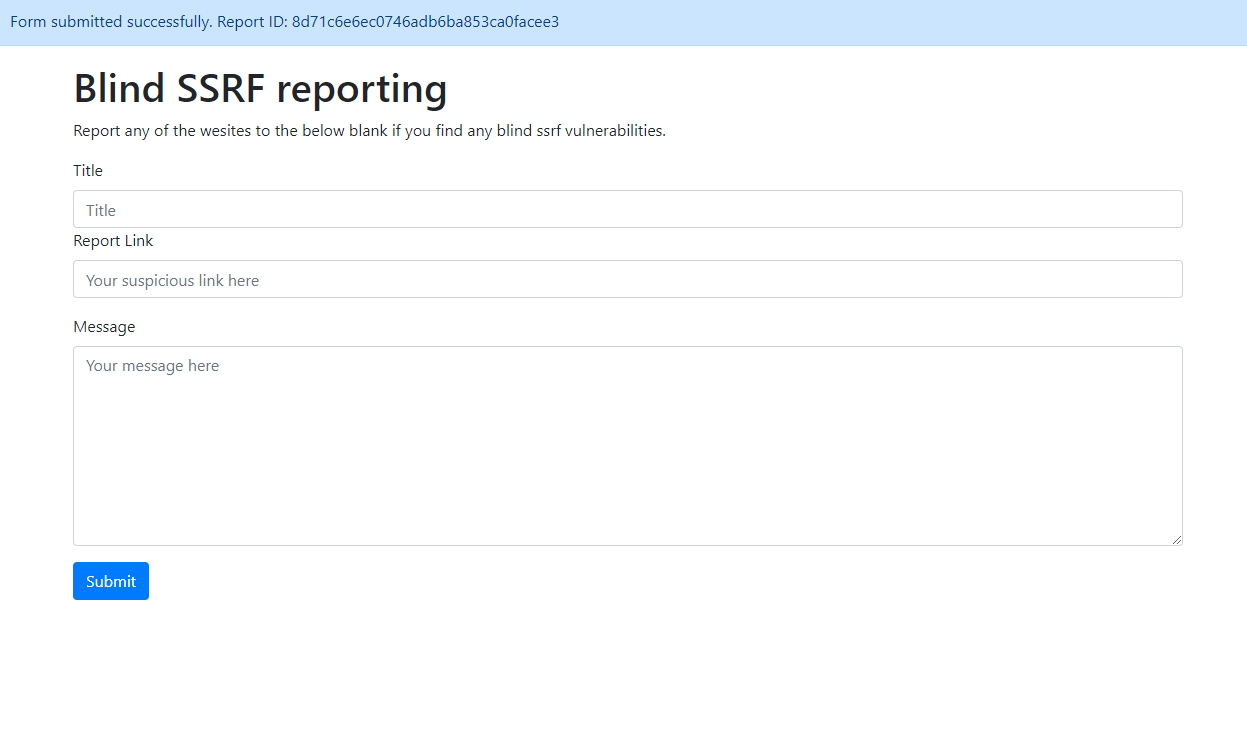 Form submitted successfully. Report ID: 8d71c6e6ec0746adb6ba853ca0facee3
Blind SSRF reporting
Report any of the wesites to the below blank if you find any blind ssrf vulnerabilities.
Title
Title
Report Link
Your suspicious link here
Message
Your message here
Submit